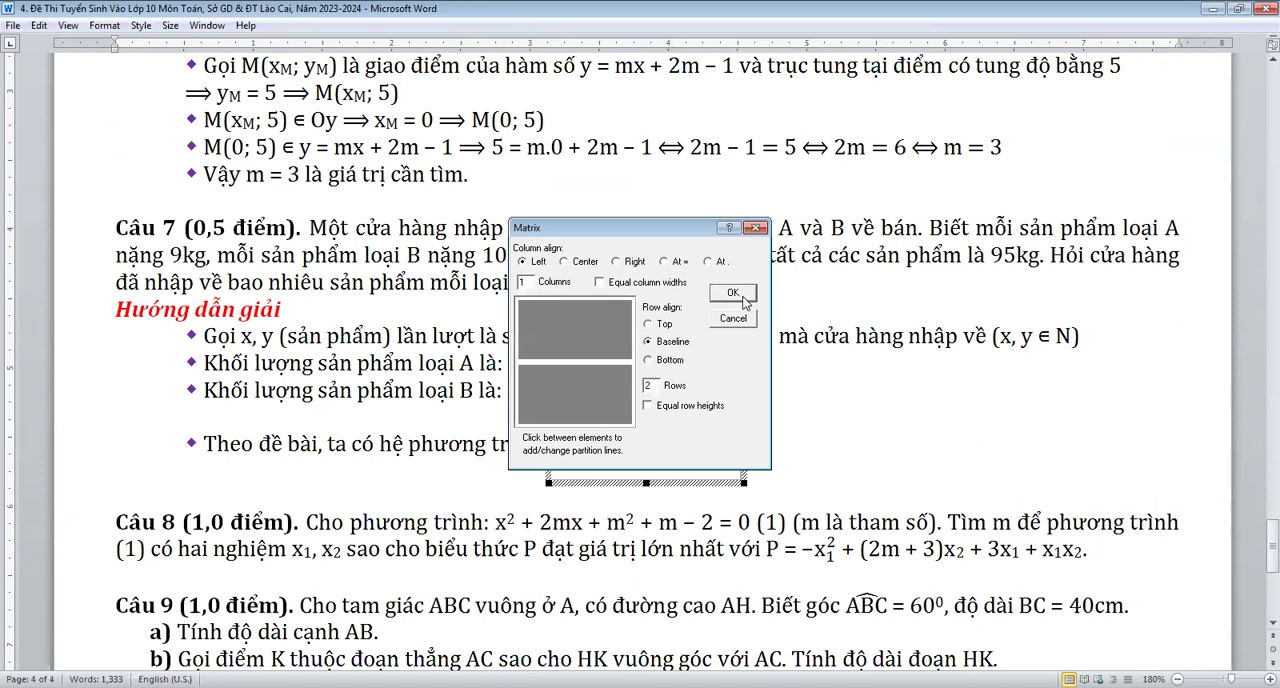 4. Đề Thi Tuyển Sinh Vào Lớp 10 Môn Toán, Sở GD & ĐT Lào Cai, Năm 2023-2024 - Microsoft Word
File Edit View Format Style Size Window Help
1 2 3 4 5 6 7 8
◆ Gọi M(xM; yM) là giao điểm của hàm số y = mx + 2m − 1 và trục tung tại điểm có tung độ bằng 5
⟹ yM = 5 ⟹ M(xM; 5)
◆ M(xM; 5) ∈ Oy ⟹ xM = 0 ⟹ M(0; 5)
◆ M(0; 5) ∈ y = mx + 2m − 1 ⟹ 5 = m.0 + 2m − 1 ⟺ 2m − 1 = 5 ⟺ 2m = 6 ⟺ m = 3
◆ Vậy m = 3 là giá trị cần tìm.
Câu 7 (0,5 điểm). Một cửa hàng nhập A và B về bán. Biết mỗi sản phẩm loại A
nặng 9kg, mỗi sản phẩm loại B nặng 10 tất cả các sản phẩm là 95kg. Hỏi cửa hàng
đã nhập về bao nhiêu sản phẩm mỗi loại
Hướng dẫn giải
◆ Gọi x, y (sản phẩm) lần lượt là s mà cửa hàng nhập về (x, y ∈ N)
◆ Khối lượng sản phẩm loại A là:
◆ Khối lượng sản phẩm loại B là:
◆ Theo đề bài, ta có hệ phương tr
Matrix
Column align:
Left Center Right At = At .
1 Columns Equal column widths
OK
Cancel
Row align:
Top
Baseline
Bottom
2 Rows
Equal row heights
Click between elements to
add/change partition lines.
Câu 8 (1,0 điểm). Cho phương trình: x² + 2mx + m² + m − 2 = 0 (1) (m là tham số). Tìm m để phương trình
(1) có hai nghiệm x₁, x₂ sao cho biểu thức P đạt giá trị lớn nhất với P = −x₁² + (2m + 3)x₂ + 3x₁ + x₁x₂.
Câu 9 (1,0 điểm). Cho tam giác ABC vuông ở A, có đường cao AH. Biết góc ABC = 60⁰, độ dài BC = 40cm.
a) Tính độ dài cạnh AB.
b) Gọi điểm K thuộc đoạn thẳng AC sao cho HK vuông góc với AC. Tính độ dài đoạn HK.
Page: 4 of 4 Words: 1,333 English (U.S.) 180%